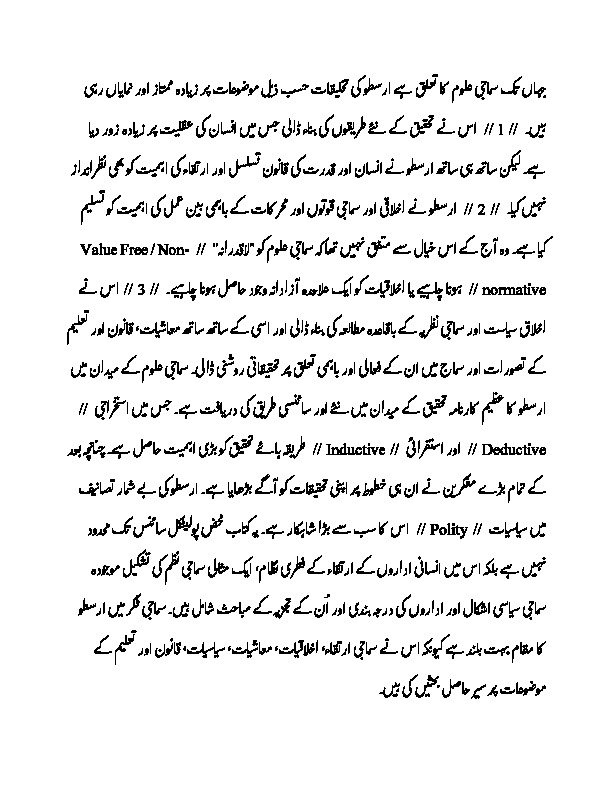 جہاں تک سماجی علوم کا تعلق ہے ارسطو کی تخلیقات حسب ذیل موضوعات پر زیادہ ممتاز اور نمایاں رہی
ہیں۔ // 1 // اس نے تحقیق کے نئے طریقوں کی بناء ڈالی جس میں انسان کی عقلیت پر زیادہ زور دیا
ہے۔ لیکن ساتھ ہی ساتھ ارسطو نے انسان اور قدرت کی قانون تسلسل اور ارتقاء کی اہمیت کو بھی نظر انداز
نہیں کیا۔ // 2 // ارسطو نے اخلاقی اور سماجی قوتوں اور محرکات کے باہمی بین عمل کی اہمیت کو تسلیم
کیا ہے۔ وہ آج کے اس خیال سے متفق نہیں تھا کہ سماجی علوم کو "لاقدرانہ" // Value Free / Non-
normative // ہونا چاہیے یا اخلاقیات کو ایک علاحدہ آزادانہ وجود حاصل ہونا چاہیے۔ // 3 // اس نے
اخلاق سیاست اور سماجی نظریہ کے باقاعدہ مطالعہ کی بناء ڈالی اور اسی کے ساتھ ساتھ معاشیات، قانون اور تعلیم
کے تصورات اور سماج میں ان کے فعالی اور باہمی تعلق پر تحقیقاتی روشنی ڈالی۔ سماجی علوم کے میدان میں
ارسطو کا عظیم کارنامہ تحقیق کے میدان میں نئے اور سائنسی طریق کی دریافت ہے۔ جس میں استخراجی //
Deductive // اور استقرائی // Inductive // طریقہ ہائے تحقیق کو بڑی اہمیت حاصل ہے۔ چنانچہ بعد
کے تمام بڑے مفکرین نے ان ہی خطوط پر اپنی تحقیقات کو آگے بڑھایا ہے۔ ارسطو کی بے شمار تصانیف
میں سیاسیات // Polity // اس کا سب سے بڑا شاہکار ہے۔ یہ کتاب محض پولیٹکل سائنس تک محدود
نہیں ہے بلکہ اس میں انسانی اداروں کے ارتقاء کے فطری نظام، ایک مثالی سماجی نظم کی تشکیل موجودہ
سماجی سیاسی اشکال اور اداروں کی درجہ بندی اور اُن کے تجزیہ کے مباحث شامل ہیں۔ سماجی فکر میں ارسطو
کا مقام بہت بلند ہے کیونکہ اس نے سماجی ارتقاء، اخلاقیات، معاشیات، سیاسیات، قانون اور تعلیم کے
موضوعات پر سیر حاصل بحثیں کی ہیں۔